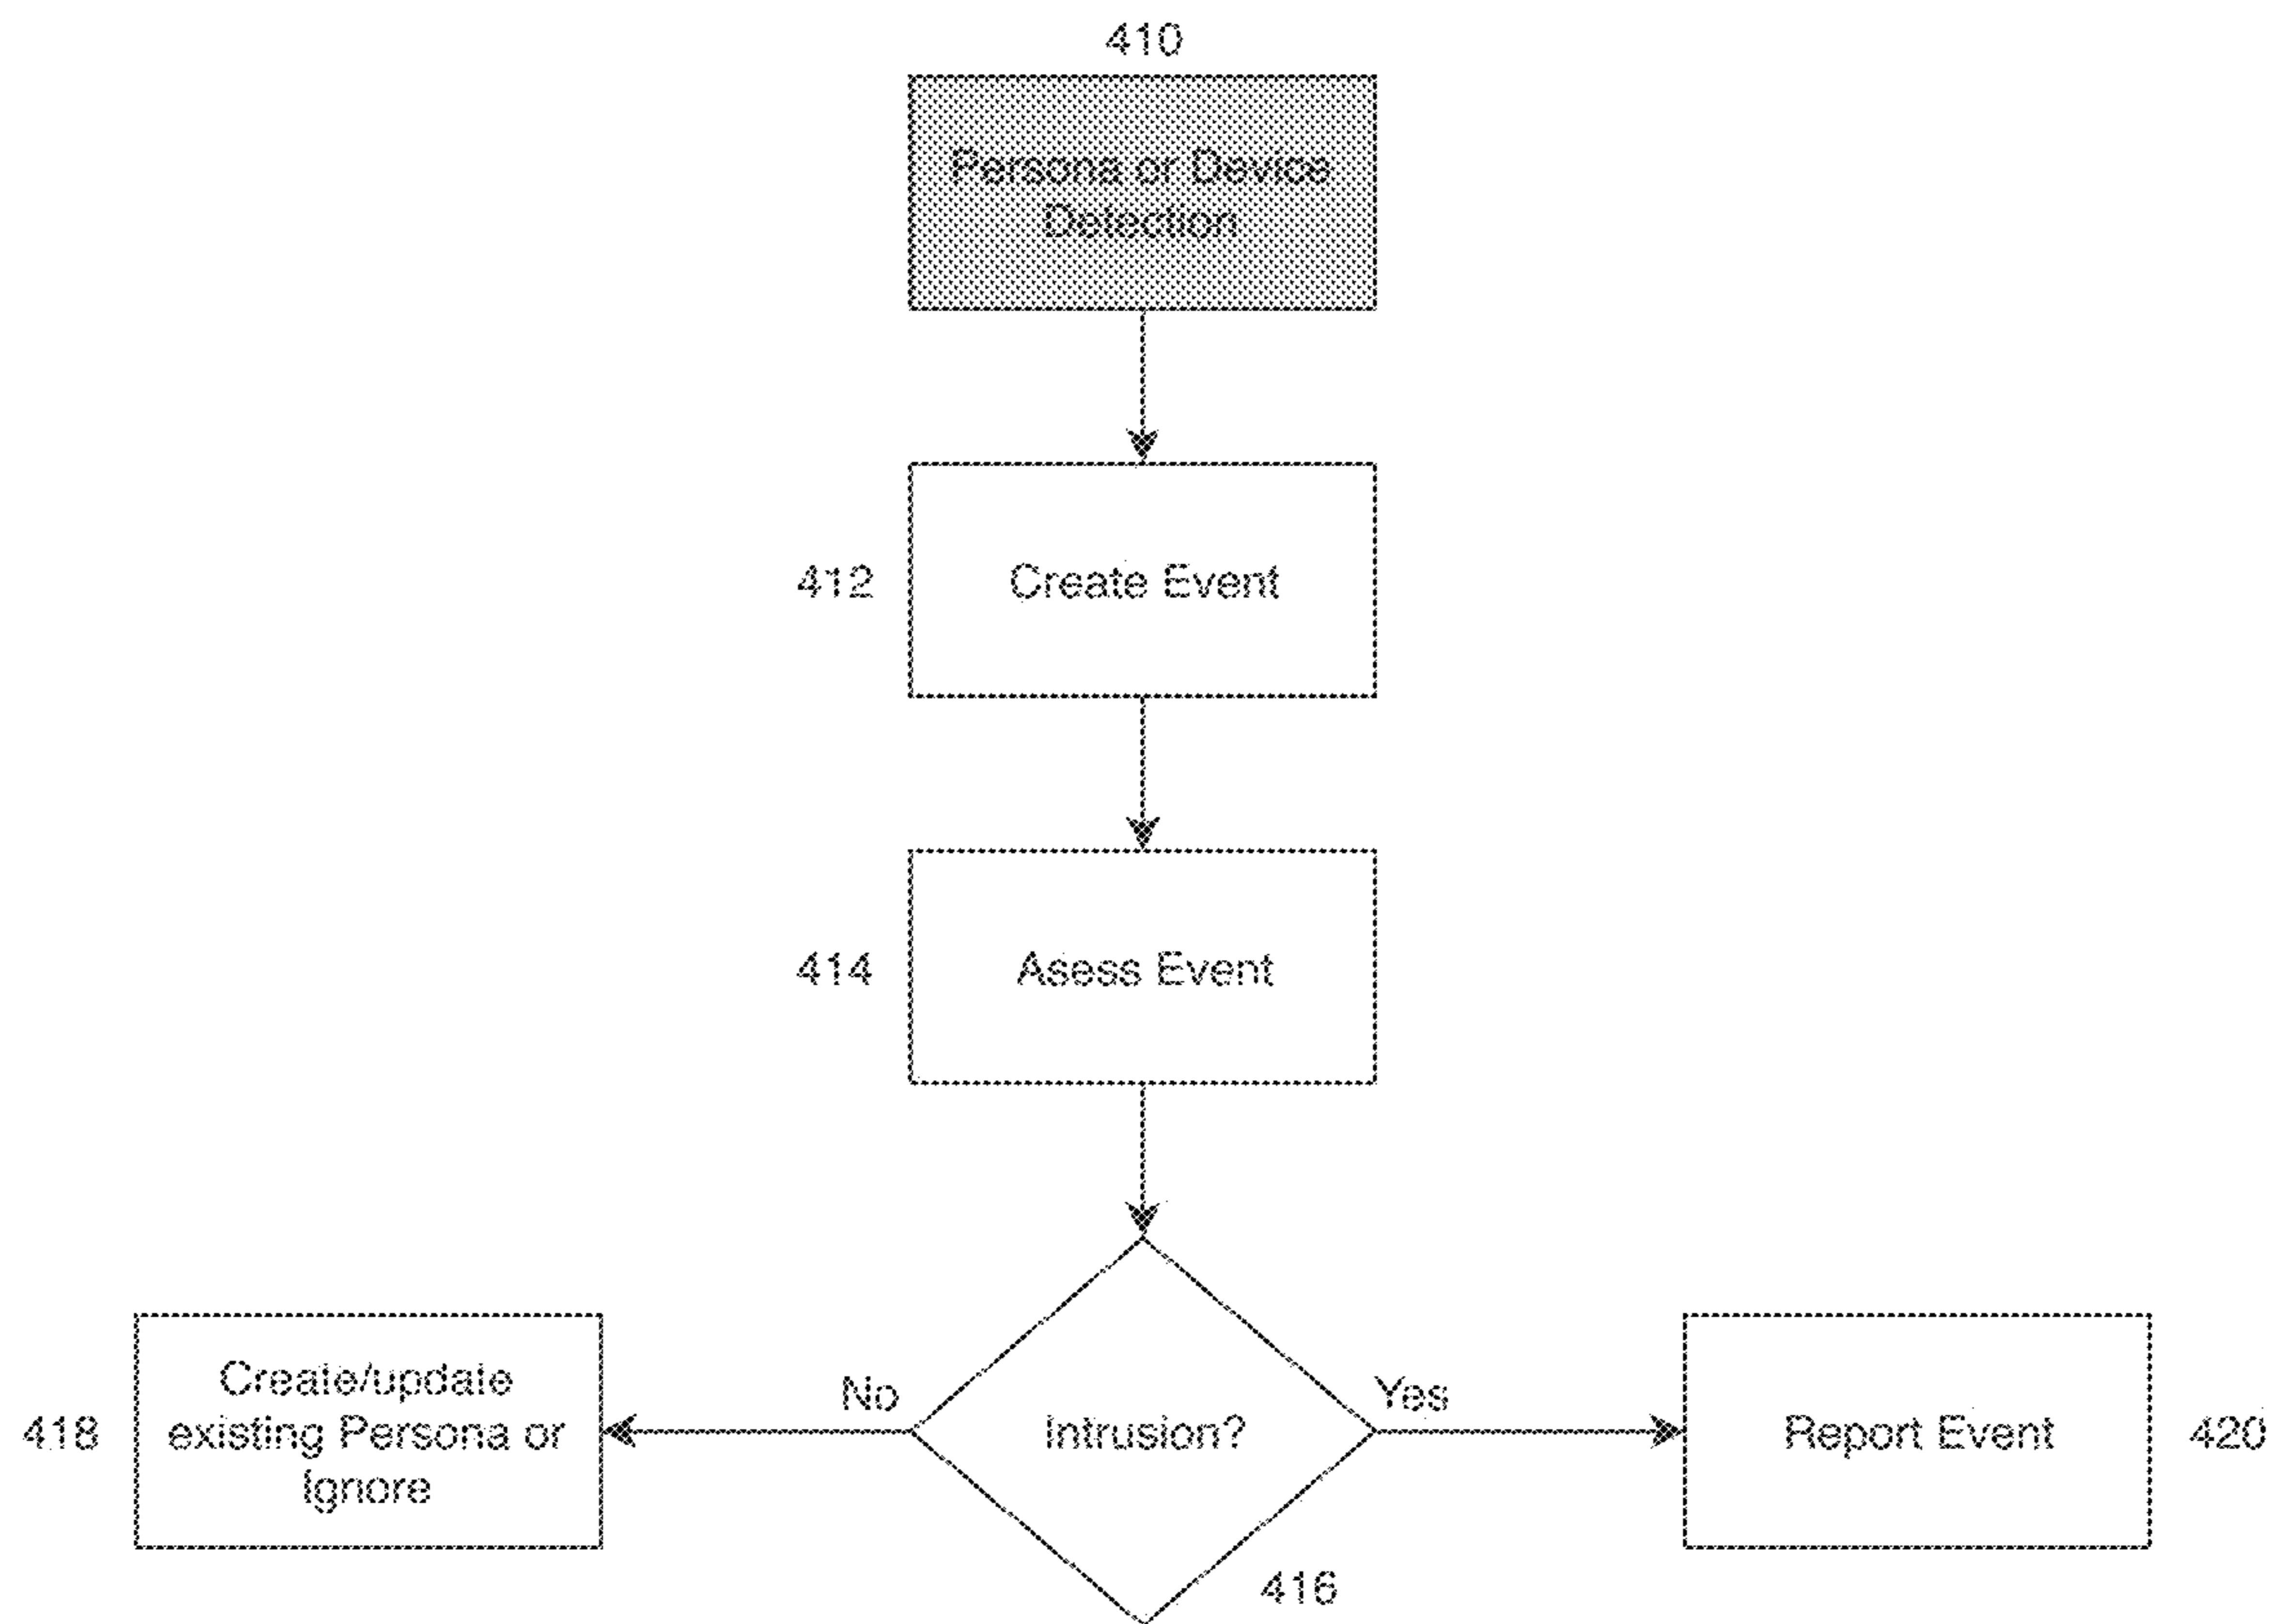 410
Persona or Device
Detection
412
Create Event
414
Asess Event
418
Create/update
existing Persona or
Ignore
No
Intrusion?
Yes
Report Event
420
416